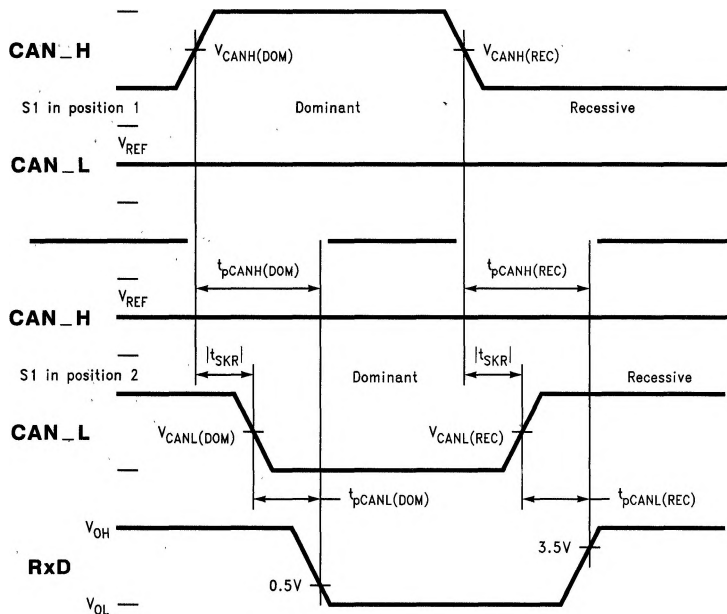 CAN_H
V_CANH(DOM)
V_CANH(REC)
S1 in position 1
Dominant
Recessive
V_REF
CAN_L
t_pCANH(DOM)
t_pCANH(REC)
V_REF
CAN_H
|t_SKR|
|t_SKR|
S1 in position 2
Dominant
Recessive
CAN_L
V_CANL(DOM)
V_CANL(REC)
t_pCANL(DOM)
t_pCANL(REC)
V_OH
3.5V
RxD
0.5V
V_OL